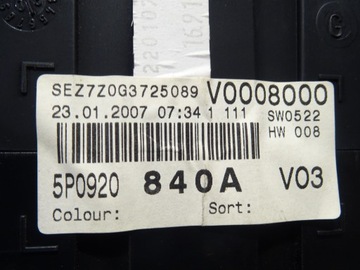 SEZ7Z0G3725089 V0008000
23.01.2007 07:34 1 111 SW0522
HW 008
5P0920 840A V03
Colour: Sort: